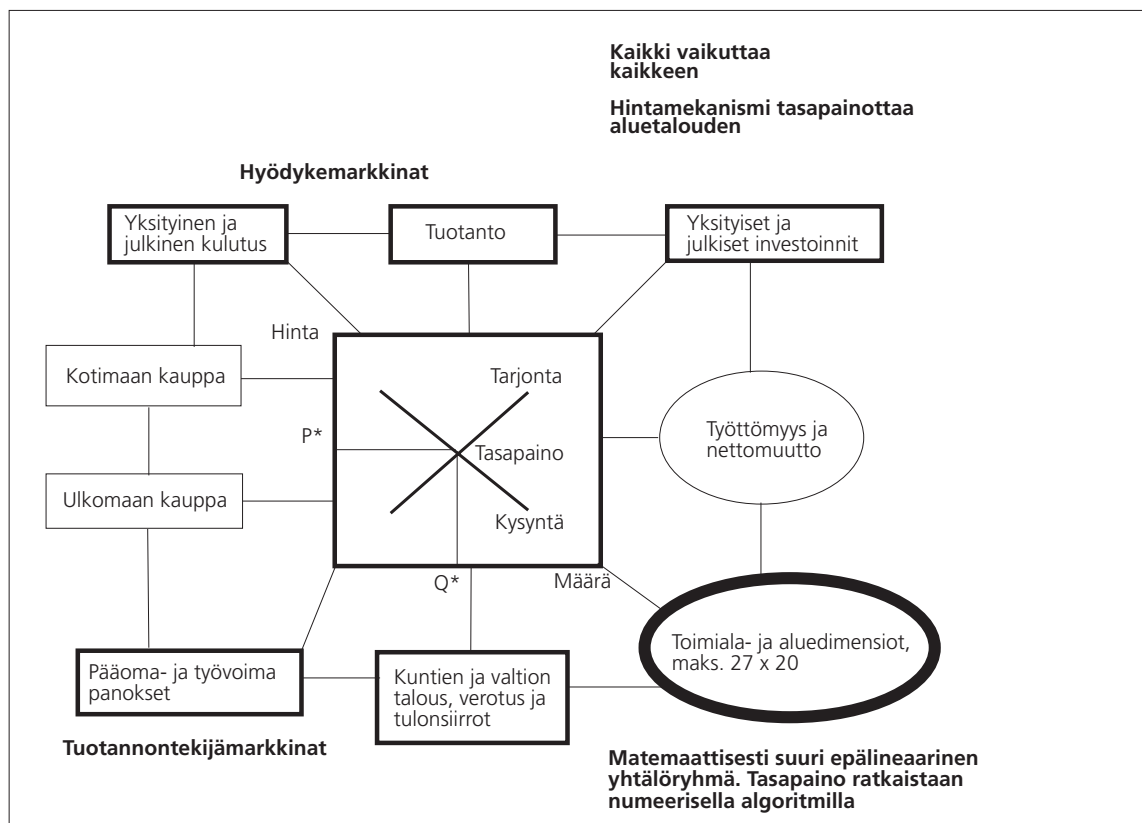 Kaikki vaikuttaa
kaikkeen
Hintamekanismi tasapainottaa
aluetalouden
Hyödykemarkkinat
Yksityinen ja
julkinen kulutus
Tuotanto
Yksityiset ja
julkiset investoinnit
Hinta
Kotimaan kauppa
Tarjonta
P*
Tasapaino
Työttömyys ja
nettomuutto
Ulkomaan kauppa
Kysyntä
Q*
Määrä
Toimiala- ja aluedimensiot,
maks. 27 x 20
Pääoma- ja työvoima
panokset
Kuntien ja valtion
talous, verotus ja
tulonsiirrot
Tuotannontekijämarkkinat
Matemaattisesti suuri epälineaarinen
yhtälöryhmä. Tasapaino ratkaistaan
numeerisella algoritmilla